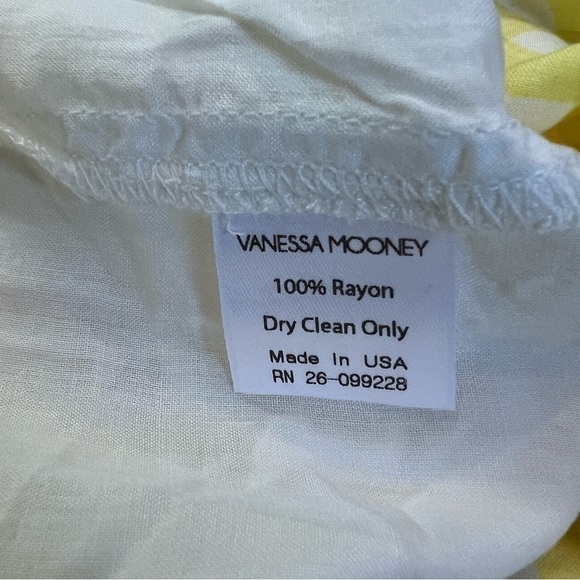 VANESSA MOONEY
100% Rayon
Dry Clean Only
Made In USA
RN 26-099228